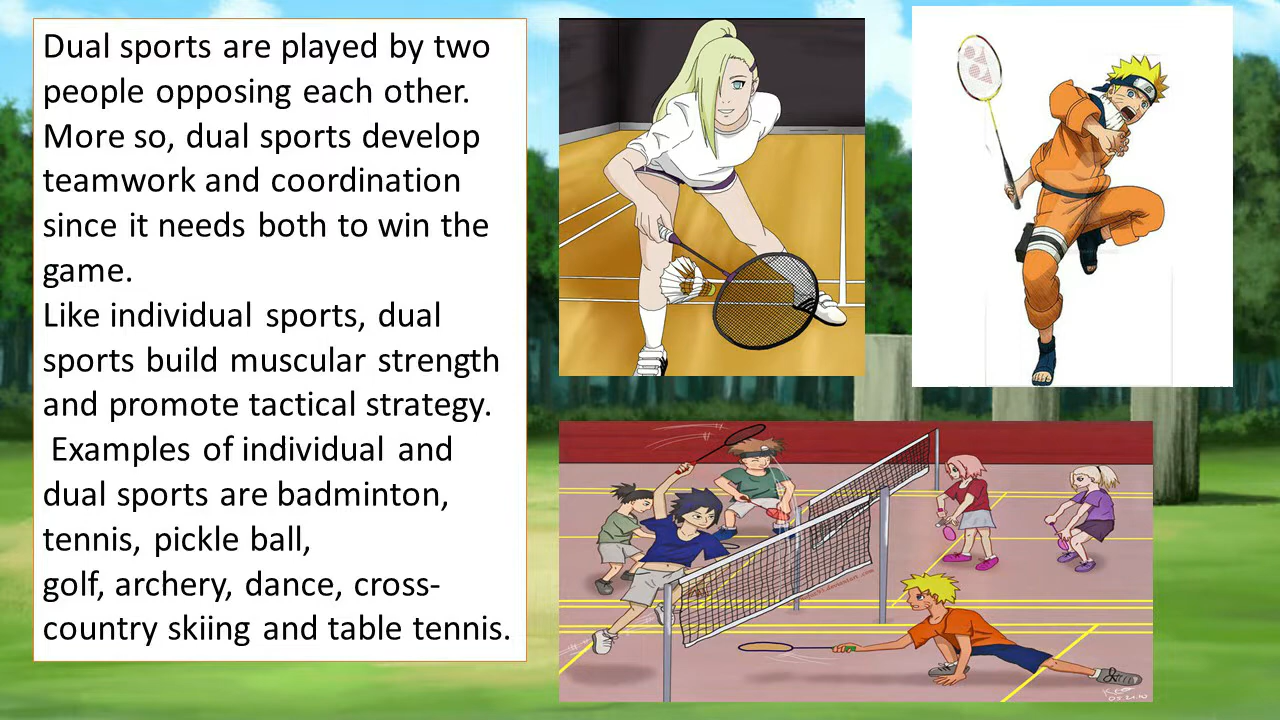 Dual sports are played by two
people opposing each other.
More so, dual sports develop
teamwork and coordination
since it needs both to win the
game.
Like individual sports, dual
sports build muscular strength
and promote tactical strategy.
Examples of individual and
dual sports are badminton,
tennis, pickle ball,
golf, archery, dance, cross-
country skiing and table tennis.